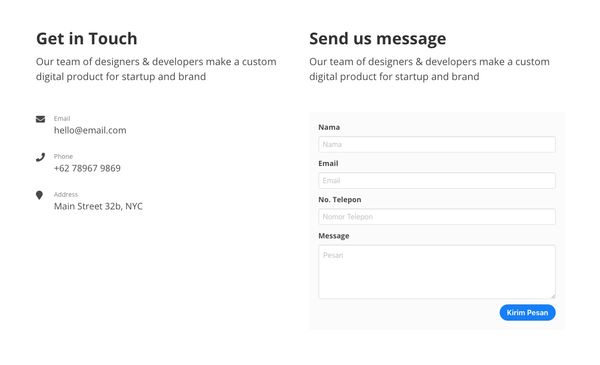 Get in Touch
Our team of designers & developers make a custom
digital product for startup and brand
Email
hello@email.com
Phone
+62 78967 9869
Address
Main Street 32b, NYC
Send us message
Our team of designers & developers make a custom
digital product for startup and brand
Nama
Nama
Email
Email
No. Telepon
Nomor Telepon
Message
Pesan
Kirim Pesan